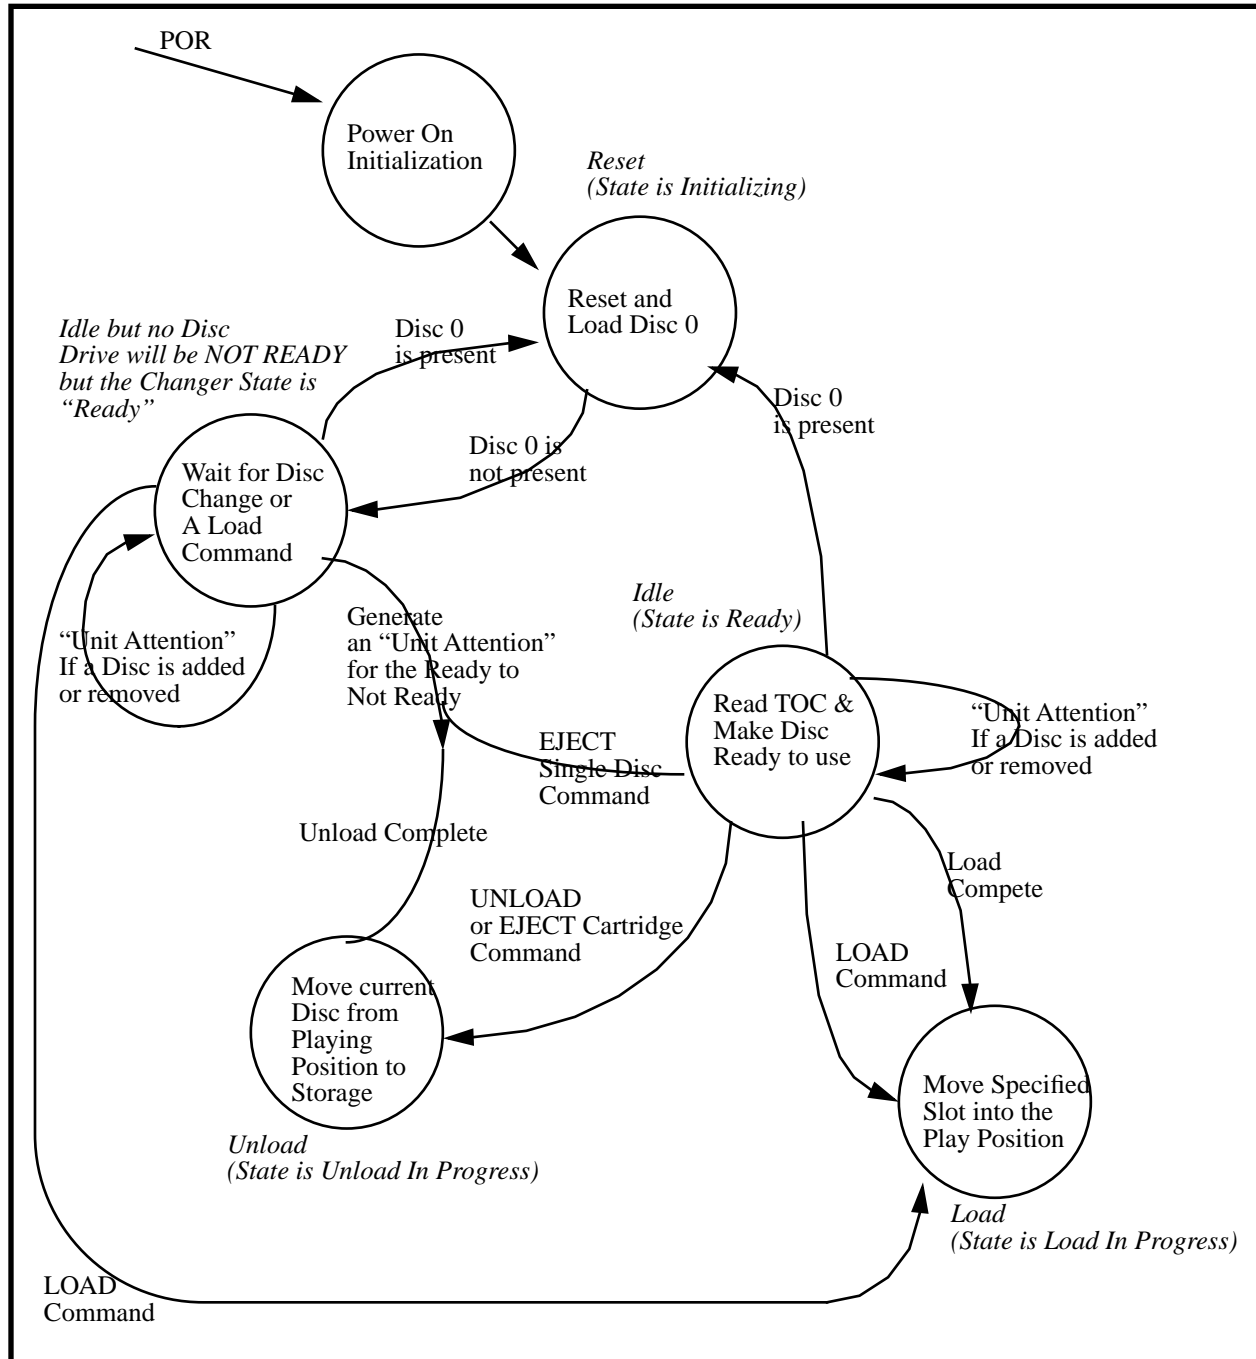 POR
Power On
Initialization
Reset
(State is Initializing)
Reset and
Load Disc 0
Idle but no Disc
Drive will be NOT READY
but the Changer State is
“Ready”
Disc 0
is present
Disc 0
is present
Disc 0 is
not present
Wait for Disc
Change or
A Load
Command
Idle
(State is Ready)
“Unit Attention”
If a Disc is added
or removed
Generate
an “Unit Attention”
for the Ready to
Not Ready
Read TOC &
Make Disc
Ready to use
“Unit Attention”
If a Disc is added
or removed
EJECT
Single Disc
Command
Unload Complete
Load
Compete
UNLOAD
or EJECT Cartridge
Command
LOAD
Command
Move current
Disc from
Playing
Position to
Storage
Move Specified
Slot into the
Play Position
Unload
(State is Unload In Progress)
Load
(State is Load In Progress)
LOAD
Command